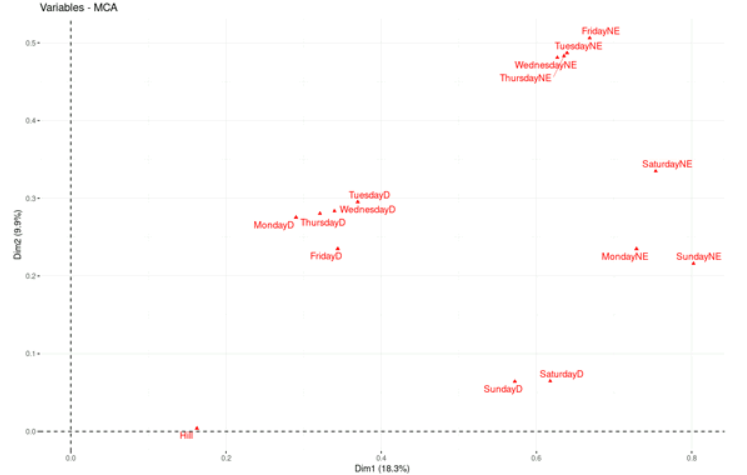 Variables - MCA
FridayNE
TuesdayNE
WednesdayNE
ThursdayNE
SaturdayNE
TuesdayD
WednesdayD
MondayD
ThursdayD
FridayD
MondayNE
SundayNE
SaturdayD
SundayD
Hill
0.5
0.4
0.3
0.2
0.1
0.0
Dim2 (9.9%)
0.0 0.2 0.4 0.6 0.8
Dim1 (18.3%)